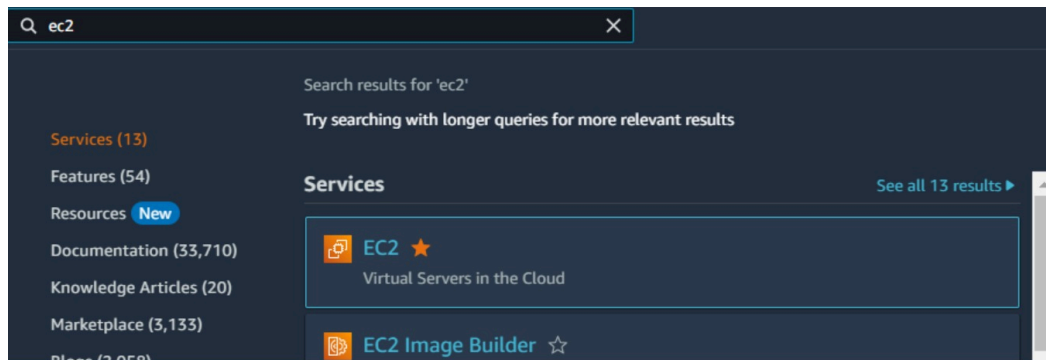 ec2
Search results for 'ec2'
Try searching with longer queries for more relevant results
Services (13)
Features (54)
Resources New
Documentation (33,710)
Knowledge Articles (20)
Marketplace (3,133)
Services
See all 13 results
EC2
Virtual Servers in the Cloud
EC2 Image Builder